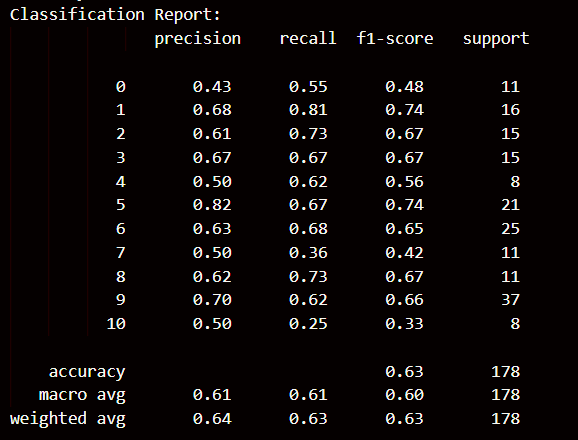 Classification Report:
precision recall f1-score support
0 0.43 0.55 0.48 11
1 0.68 0.81 0.74 16
2 0.61 0.73 0.67 15
3 0.67 0.67 0.67 15
4 0.50 0.62 0.56 8
5 0.82 0.67 0.74 21
6 0.63 0.68 0.65 25
7 0.50 0.36 0.42 11
8 0.62 0.73 0.67 11
9 0.70 0.62 0.66 37
10 0.50 0.25 0.33 8
accuracy 0.63 178
macro avg 0.61 0.61 0.60 178
weighted avg 0.64 0.63 0.63 178